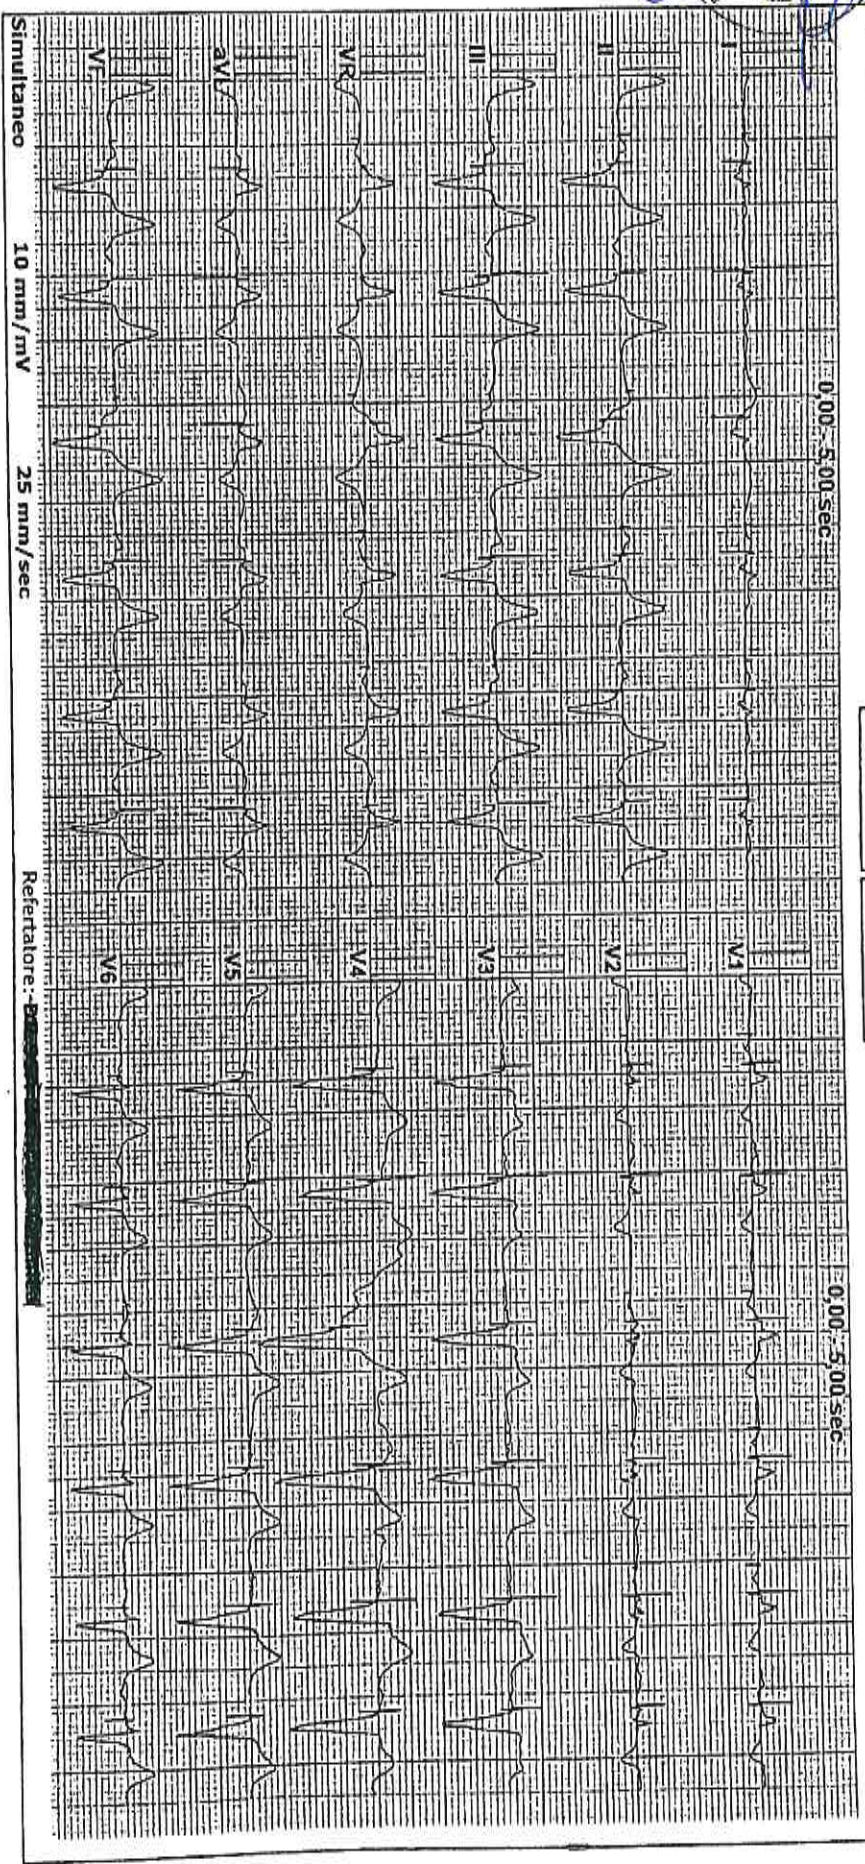 0,00 - 5,00 sec
0,00 - 5,00 sec
I
II
III
VR
aVL
VF
V1
V2
V3
V4
V5
V6
Simultaneo 10 mm/mV 25 mm/sec
Refertatore: